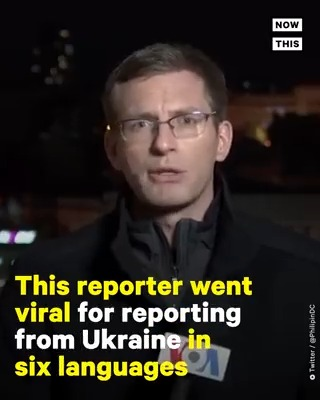 NOW
THIS
This reporter went
viral for reporting
from Ukraine in
six languages
Twitter / @PhilipinDC